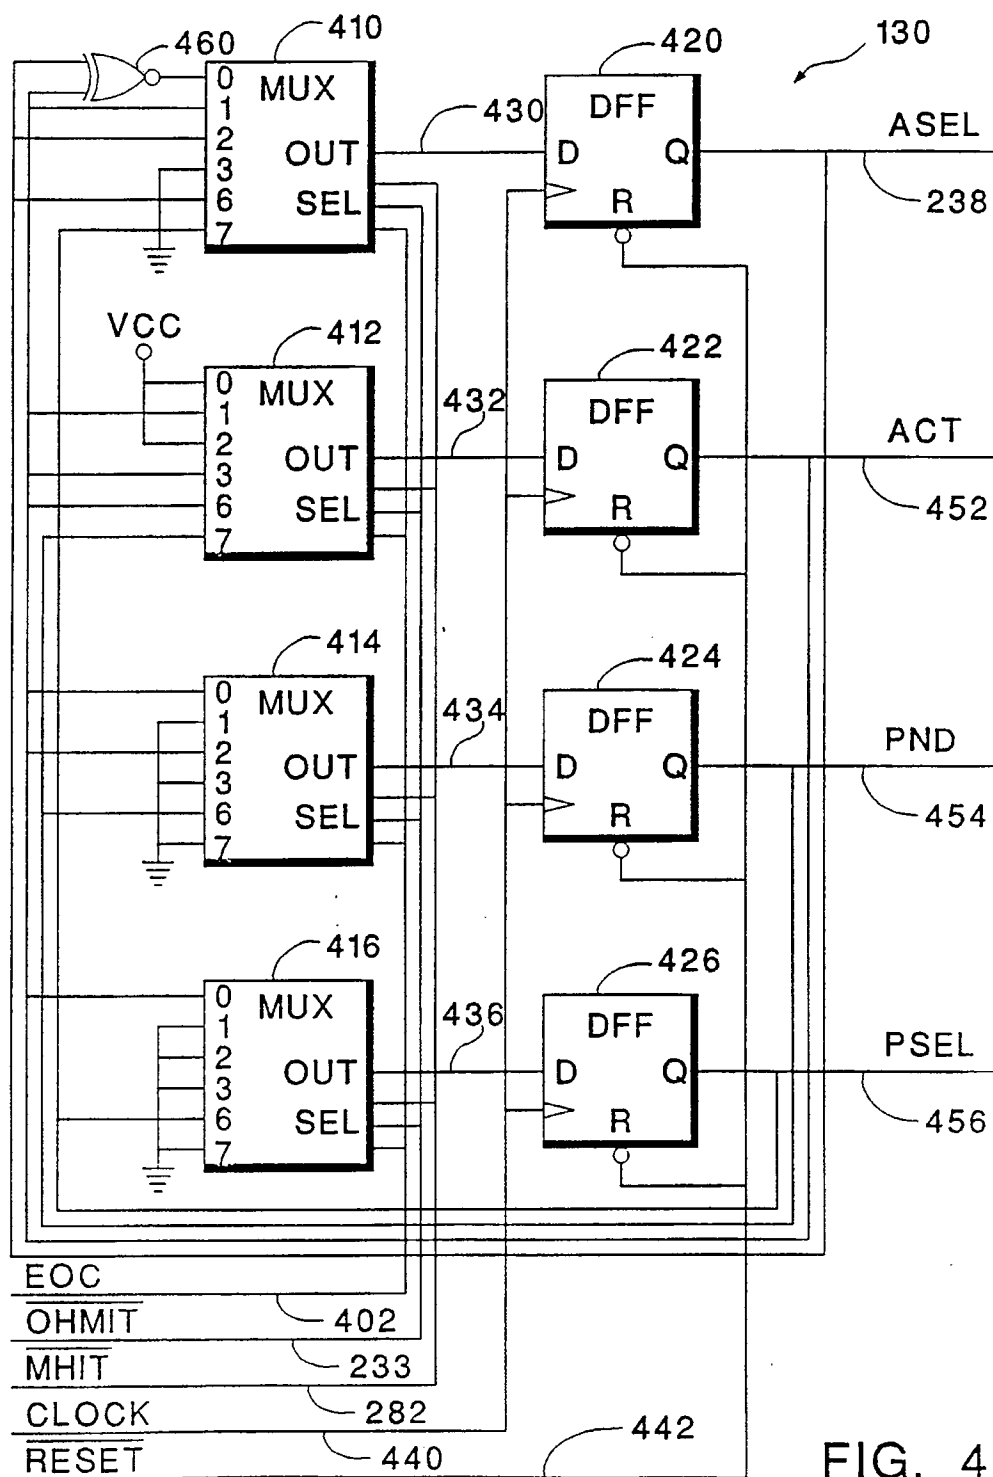 460 410 420 130
0 MUX DFF
1
2 430 ASEL
3 OUT D Q
6 SEL R 238
7
VCC 412 422
0 MUX DFF
1 432 ACT
2
3 OUT D Q
6 SEL R 452
7
414 424
0 MUX DFF
1 434 PND
2
3 OUT D Q
6 SEL R 454
7
416 426
0 MUX DFF
1 436 PSEL
2
3 OUT D Q
6 SEL R 456
7
EOC
402
OHMIT
233
MHIT
282
CLOCK
440
RESET
442
FIG. 4